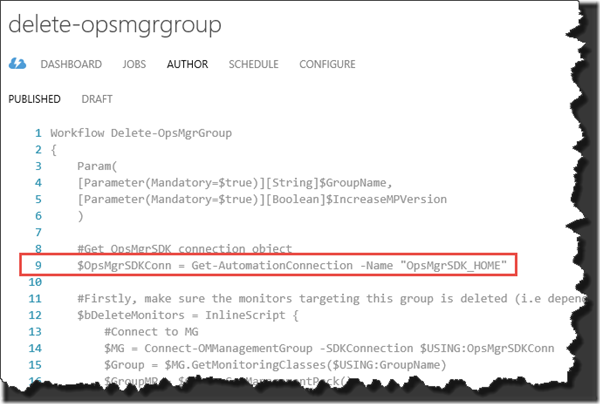 delete-opsmgrgroup
DASHBOARD JOBS AUTHOR SCHEDULE CONFIGURE
PUBLISHED DRAFT
1 Workflow Delete-OpsMgrGroup
2 {
3 Param(
4 [Parameter(Mandatory=$true)][String]$GroupName,
5 [Parameter(Mandatory=$true)][Boolean]$IncreaseMPVersion
6 )
7
8 #Get OpsMgrSDK connection object
9 $OpsMgrSDKConn = Get-AutomationConnection -Name "OpsMgrSDK_HOME"
10
11 #Firstly, make sure the monitors targeting this group is deleted (i.e depend
12 $bDeleteMonitors = InlineScript {
13 #Connect to MG
14 $MG = Connect-OMManagementGroup -SDKConnection $USING:OpsMgrSDKConn
15 $Group = $MG.GetMonitoringClasses($USING:GroupName)
16